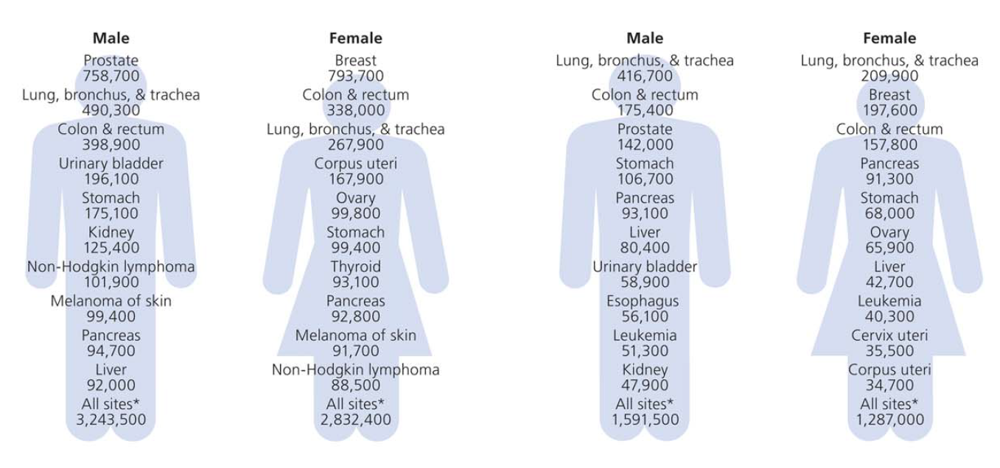 Male
Prostate
758,700
Lung, bronchus, & trachea
490,300
Colon & rectum
398,900
Urinary bladder
196,100
Stomach
175,100
Kidney
125,400
Non-Hodgkin lymphoma
101,900
Melanoma of skin
99,400
Pancreas
94,700
Liver
92,000
All sites*
3,243,500
Female
Breast
793,700
Colon & rectum
338,000
Lung, bronchus, & trachea
267,900
Corpus uteri
167,900
Ovary
99,800
Stomach
99,400
Thyroid
93,100
Pancreas
92,800
Melanoma of skin
91,700
Non-Hodgkin lymphoma
88,500
All sites*
2,832,400
Male
Lung, bronchus, & trachea
416,700
Colon & rectum
175,400
Prostate
142,000
Stomach
106,700
Pancreas
93,100
Liver
80,400
Urinary bladder
58,900
Esophagus
56,100
Leukemia
51,300
Kidney
47,900
All sites*
1,591,500
Female
Lung, bronchus, & trachea
209,900
Breast
197,600
Colon & rectum
157,800
Pancreas
91,300
Stomach
68,000
Ovary
65,900
Liver
42,700
Leukemia
40,300
Cervix uteri
35,500
Corpus uteri
34,700
All sites*
1,287,000